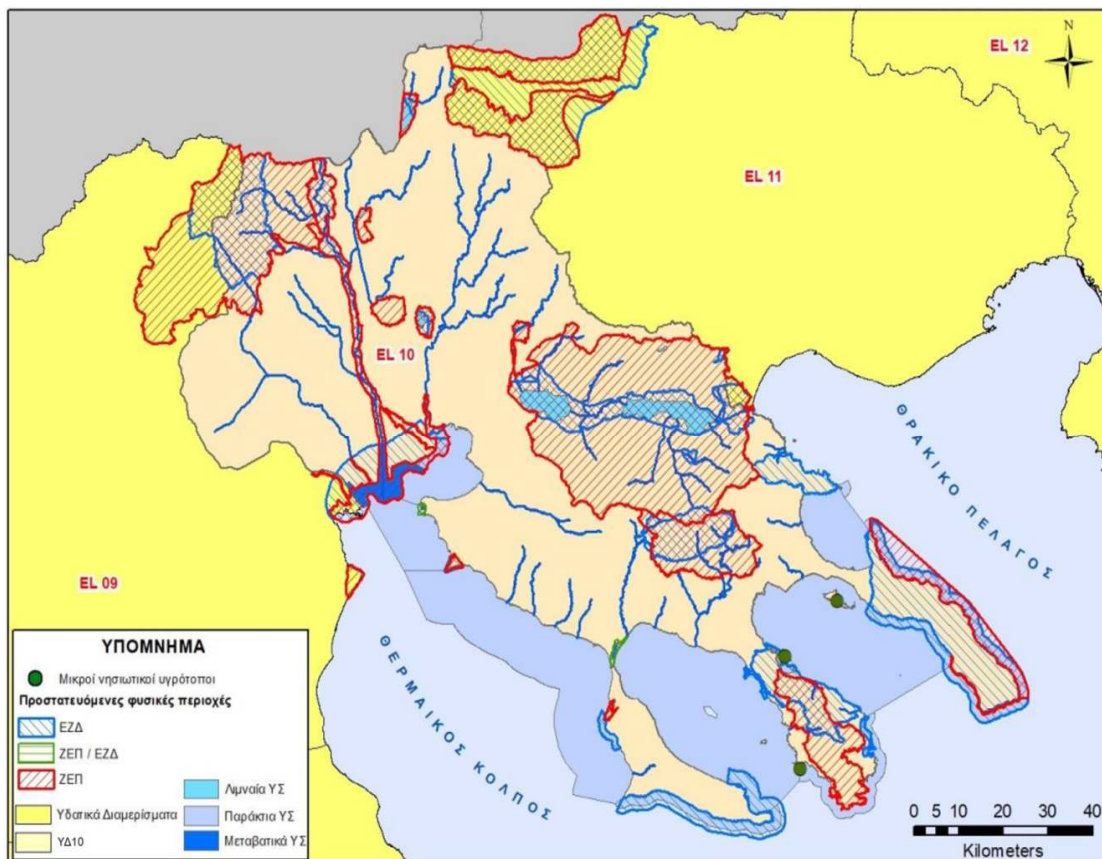 EL 12
N
EL 11
EL 10
ΘΡΑΚΙΚΟ ΠΕΛΑΓΟΣ
EL 09
ΘΕΡΜΑΙΚΟΣ ΚΟΛΠΟΣ
ΥΠΟΜΝΗΜΑ
Μικροί νησιωτικοί υγρότοποι
Προστατευόμενες φυσικές περιοχές
ΕΖΔ
ΖΕΠ / ΕΖΔ
ΖΕΠ
Υδατικά Διαμερίσματα
ΥΔ10
Λιμναία ΥΣ
Παράκτια ΥΣ
Μεταβατικά ΥΣ
0 5 10 20 30 40
Kilometers